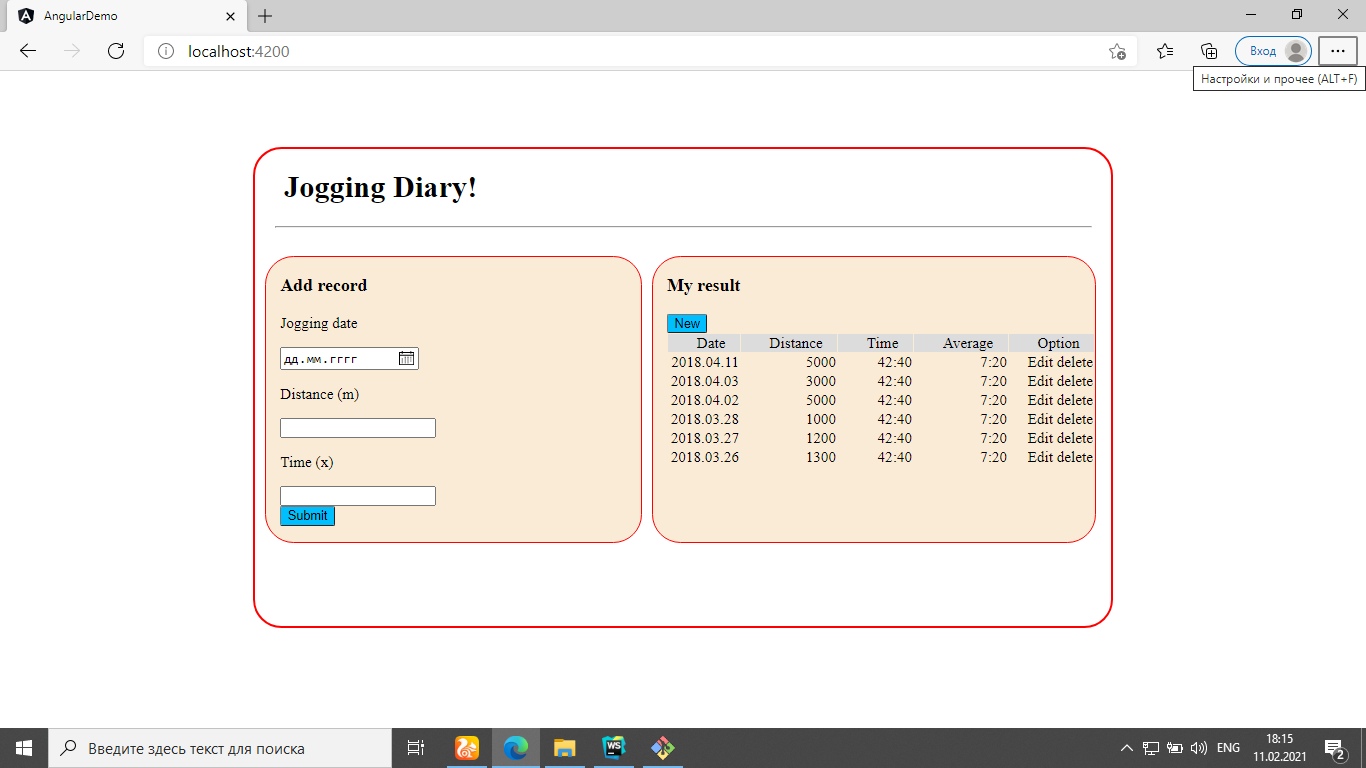 AngularDemo
localhost:4200
Вход
Настройки и прочее (ALT+F)
Jogging Diary!
Add record
Jogging date
дд.мм.гггг
Distance (m)
Time (x)
Submit
My result
New
Date Distance Time Average Option
2018.04.11 5000 42:40 7:20 Edit delete
2018.04.03 3000 42:40 7:20 Edit delete
2018.04.02 5000 42:40 7:20 Edit delete
2018.03.28 1000 42:40 7:20 Edit delete
2018.03.27 1200 42:40 7:20 Edit delete
2018.03.26 1300 42:40 7:20 Edit delete
Введите здесь текст для поиска
WS
ENG
18:15
11.02.2021
2